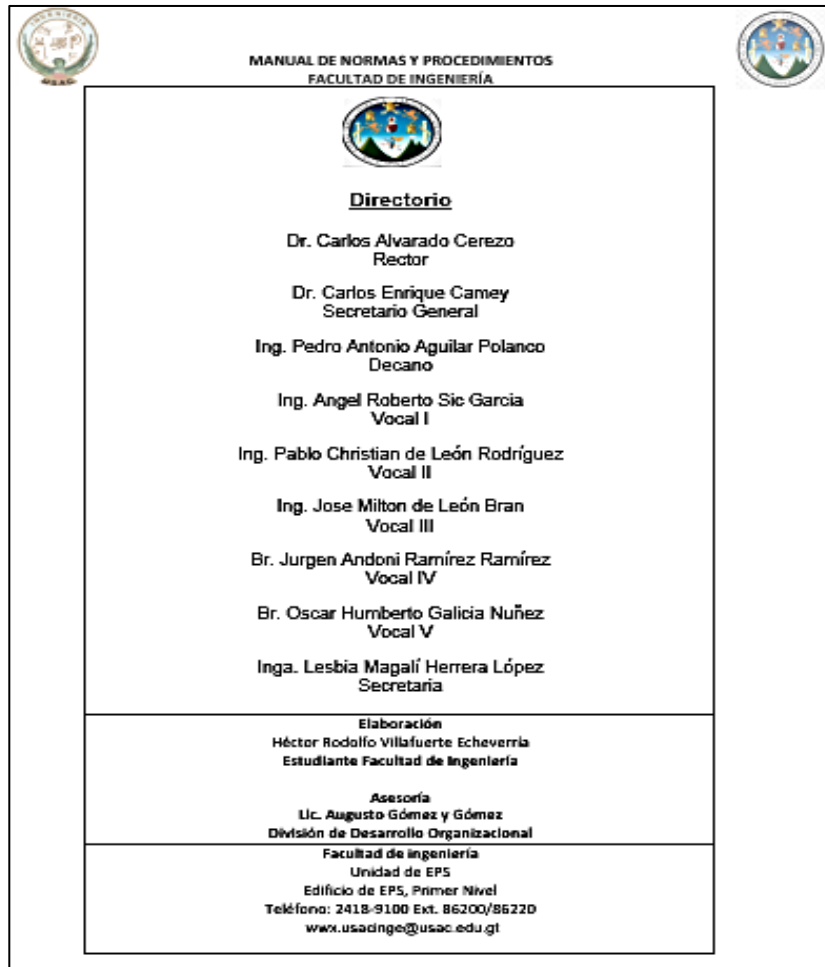 MANUAL DE NORMAS Y PROCEDIMIENTOS
FACULTAD DE INGENIERÍA
Directorio
Dr. Carlos Alvarado Cerezo
Rector
Dr. Carlos Enrique Camey
Secretario General
Ing. Pedro Antonio Aguilar Polanco
Decano
Ing. Angel Roberto Sic Garcia
Vocal I
Ing. Pablo Christian de León Rodríguez
Vocal II
Ing. Jose Milton de León Bran
Vocal III
Br. Jurgen Andoni Ramírez Ramírez
Vocal IV
Br. Oscar Humberto Galicia Nuñez
Vocal V
Inga. Lesbia Magalí Herrera López
Secretaria
Elaboración
Héctor Rodolfo Villafuerte Echeverría
Estudiante Facultad de Ingeniería
Asesoría
Lic. Augusto Gómez y Gómez
División de Desarrollo Organizacional
Facultad de ingeniería
Unidad de EPS
Edificio de EPS, Primer Nivel
Teléfono: 2418-9100 Ext. 86200/86220
wwx.usacinge@usac.edu.gt